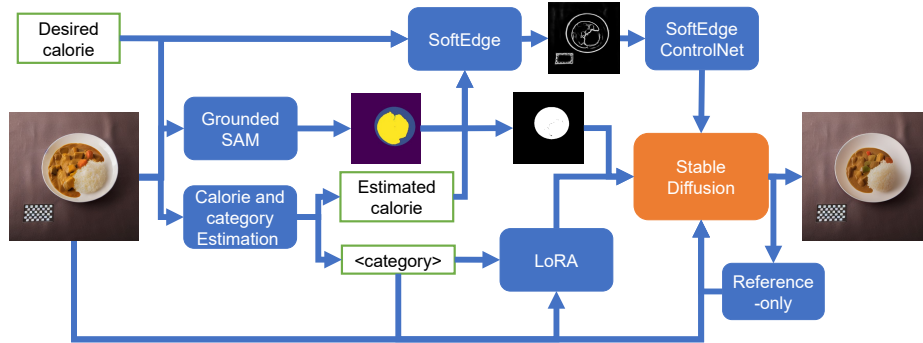 Desired
calorie
SoftEdge
SoftEdge
ControlNet
Grounded
SAM
Stable
Diffusion
Calorie and
category
Estimation
Estimated
calorie
<category>
LoRA
Reference
-only